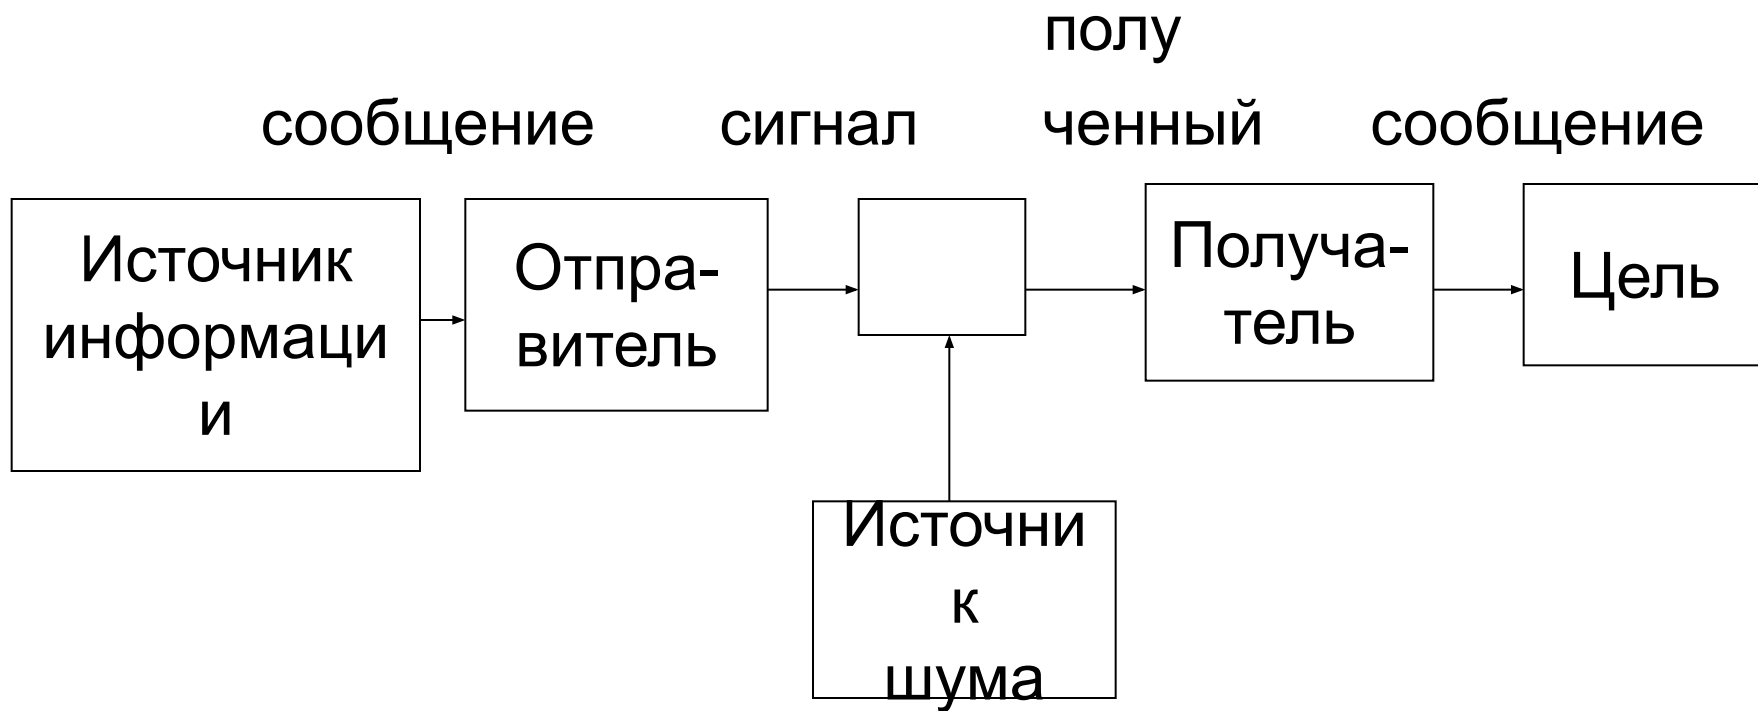 полу
сообщение сигнал ченный сообщение
Источник
информаци
и
Отпра-
витель
Получа-
тель
Цель
Источни
к
шума